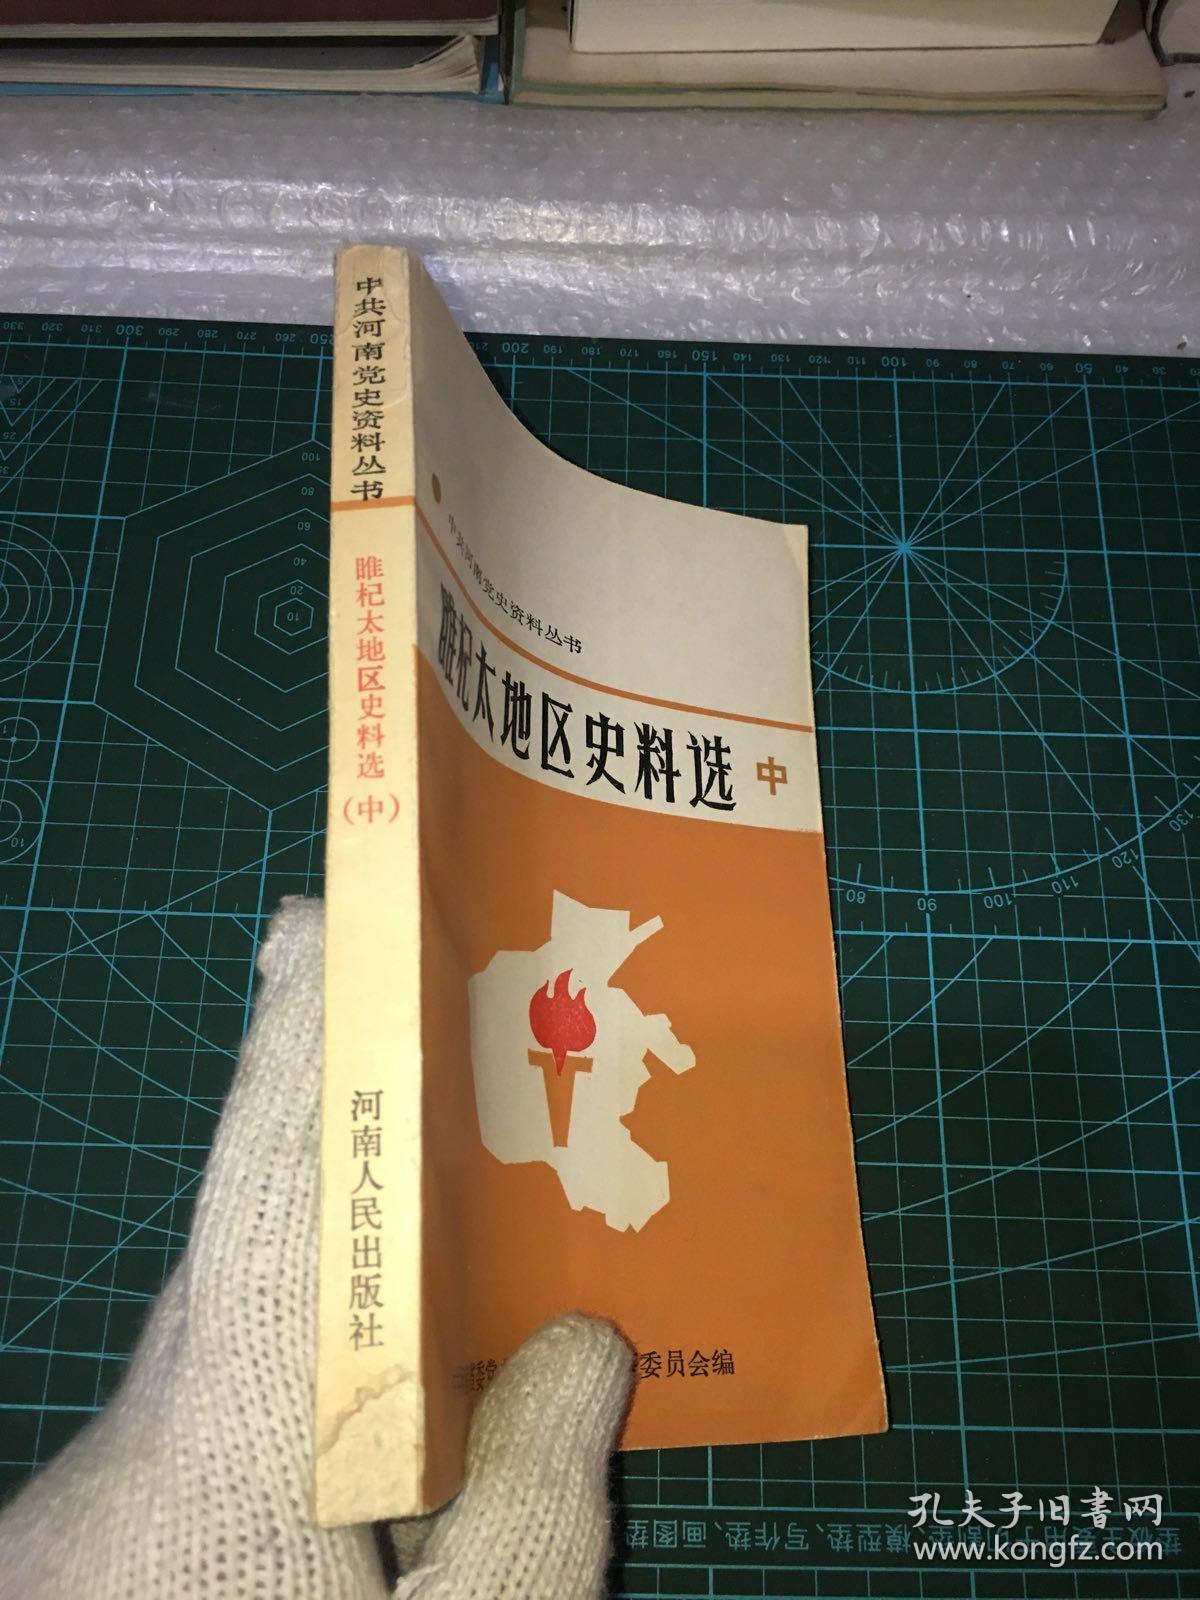 中共河南党史资料丛书
睢杞太地区史料选
（中）
河南人民出版社
中共河南党史资料丛书
睢杞太地区史料选 中
委员会编
孔夫子旧書网
www.kongfz.com